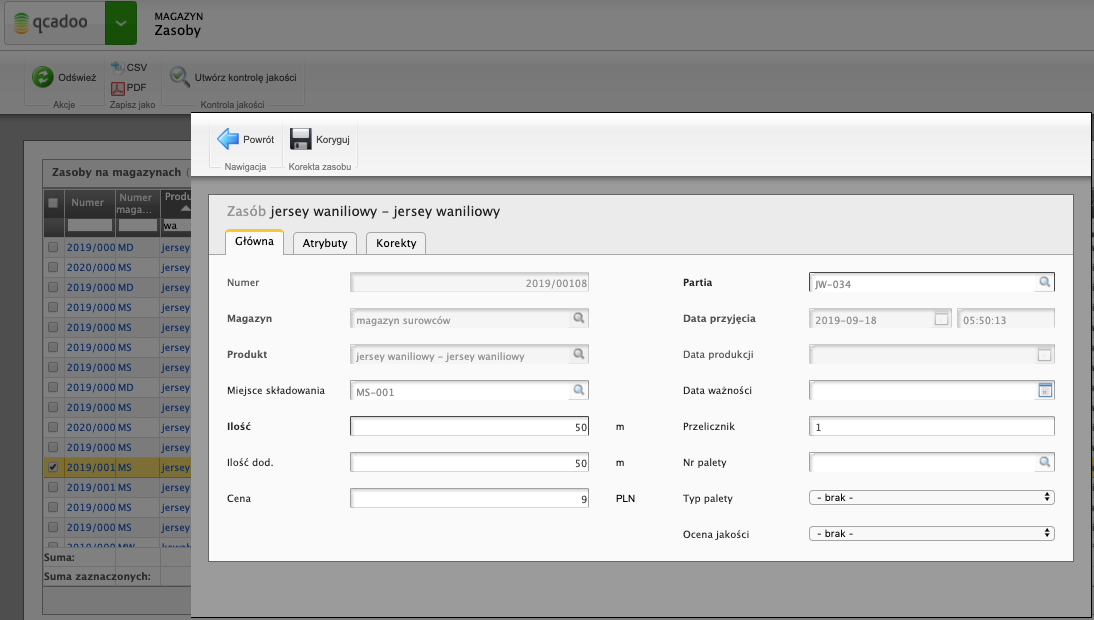 qcadoo
MAGAZYN
Zasoby
Odśwież
CSV
PDF
Utwórz kontrolę jakości
Akcje
Zapisz jako
Kontrola jakości
Powrót
Koryguj
Nawigacja
Korekta zasobu
Zasoby na magazynach (
Numer
Numer maga...
Produ
wa
2019/000 MD jersey
2020/000 MS jersey
2019/000 MD jersey
2019/000 MS jersey
2019/000 MS jersey
2019/000 MS jersey
2019/000 MS jersey
2019/000 MD jersey
2019/000 MS jersey
2020/000 MS jersey
2019/000 MS jersey
2019/001 MS jersey
2019/001 MS jersey
2019/000 MS jersey
2019/000 MS jersey
2019/000 MW
Suma:
Suma zaznaczonych:
Zasób jersey waniliowy - jersey waniliowy
Główna
Atrybuty
Korekty
Numer 2019/00108
Magazyn magazyn surowców
Produkt jersey waniliowy - jersey waniliowy
Miejsce składowania MS-001
Ilość 50 m
Ilość dod. 50 m
Cena 9 PLN
Partia JW-034
Data przyjęcia 2019-09-18 05:50:13
Data produkcji
Data ważności
Przelicznik 1
Nr palety
Typ palety - brak -
Ocena jakości - brak -